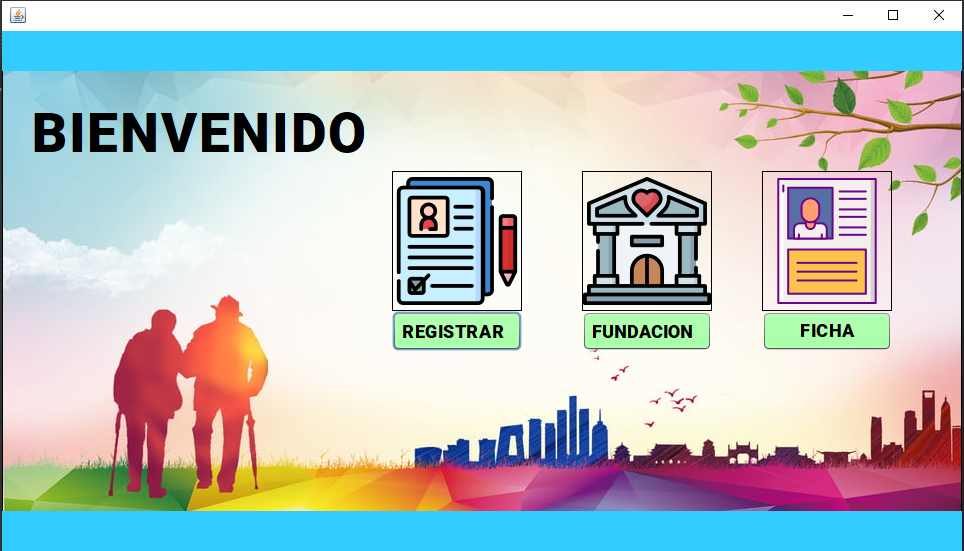 BIENVENIDO
REGISTRAR
FUNDACION
FICHA